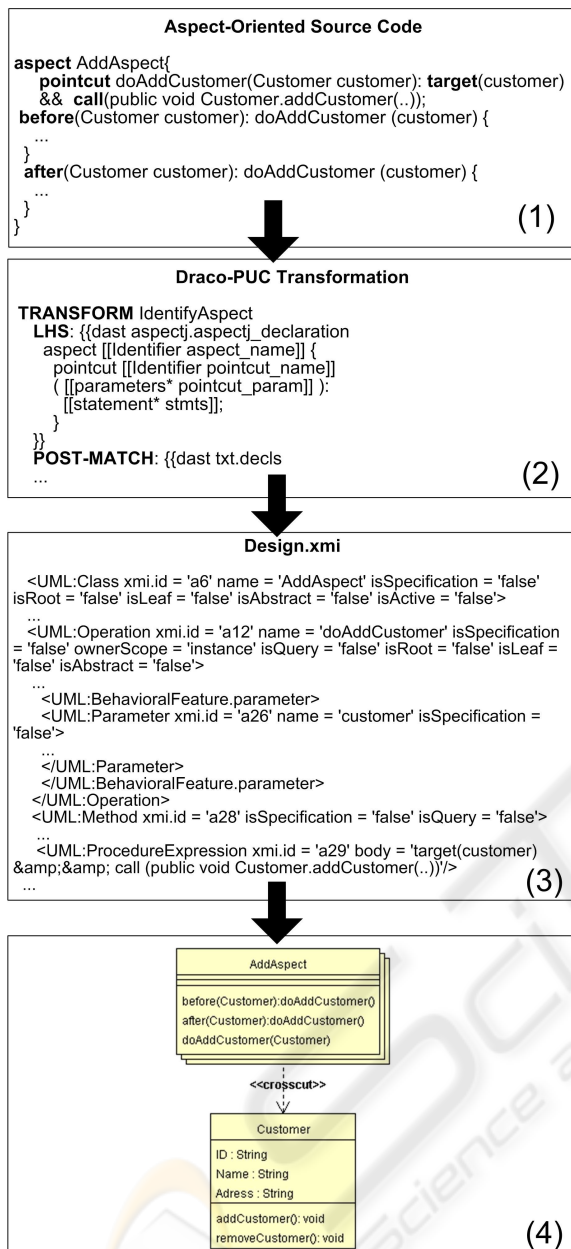 Aspect-Oriented Source Code
aspect AddAspect{
pointcut doAddCustomer(Customer customer): target(customer)
&& call(public void Customer.addCustomer(..));
before(Customer customer): doAddCustomer (customer) {
...
}
after(Customer customer): doAddCustomer (customer) {
...
}
}
(1)
Draco-PUC Transformation
TRANSFORM IdentifyAspect
LHS: {{dast aspectj.aspectj_declaration
aspect [[Identifier aspect_name]] {
pointcut [[Identifier pointcut_name]]
( [[parameters* pointcut_param]] ):
[[statement* stmts]];
}
}}
POST-MATCH: {{dast txt.decls
...
(2)
Design.xmi
<UML:Class xmi.id = 'a6' name = 'AddAspect' isSpecification = 'false'
isRoot = 'false' isLeaf = 'false' isAbstract = 'false' isActive = 'false'>
...
<UML:Operation xmi.id = 'a12' name = 'doAddCustomer' isSpecification
= 'false' ownerScope = 'instance' isQuery = 'false' isRoot = 'false' isLeaf =
'false' isAbstract = 'false'>
...
<UML:BehavioralFeature.parameter>
<UML:Parameter xmi.id = 'a26' name = 'customer' isSpecification =
'false'>
...
</UML:Parameter>
</UML:BehavioralFeature.parameter>
</UML:Operation>
<UML:Method xmi.id = 'a28' isSpecification = 'false' isQuery = 'false'>
...
<UML:ProcedureExpression xmi.id = 'a29' body = 'target(customer)
&amp;&amp; call (public void Customer.addCustomer(..))'/>
...
(3)
AddAspect
before(Customer):doAddCustomer()
after(Customer):doAddCustomer()
doAddCustomer(Customer)
<<crosscut>>
Customer
ID : String
Name : String
Adress : String
addCustomer(): void
removeCustomer(): void
(4)